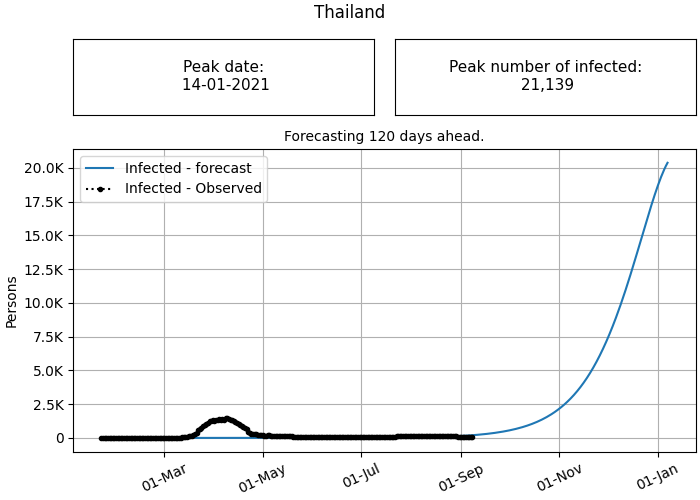 Thailand
Peak date:
14-01-2021
Peak number of infected:
21,139
Forecasting 120 days ahead.
Infected - forecast
Infected - Observed
Persons
20.0K
17.5K
15.0K
12.5K
10.0K
7.5K
5.0K
2.5K
0
01-Mar
01-May
01-Jul
01-Sep
01-Nov
01-Jan